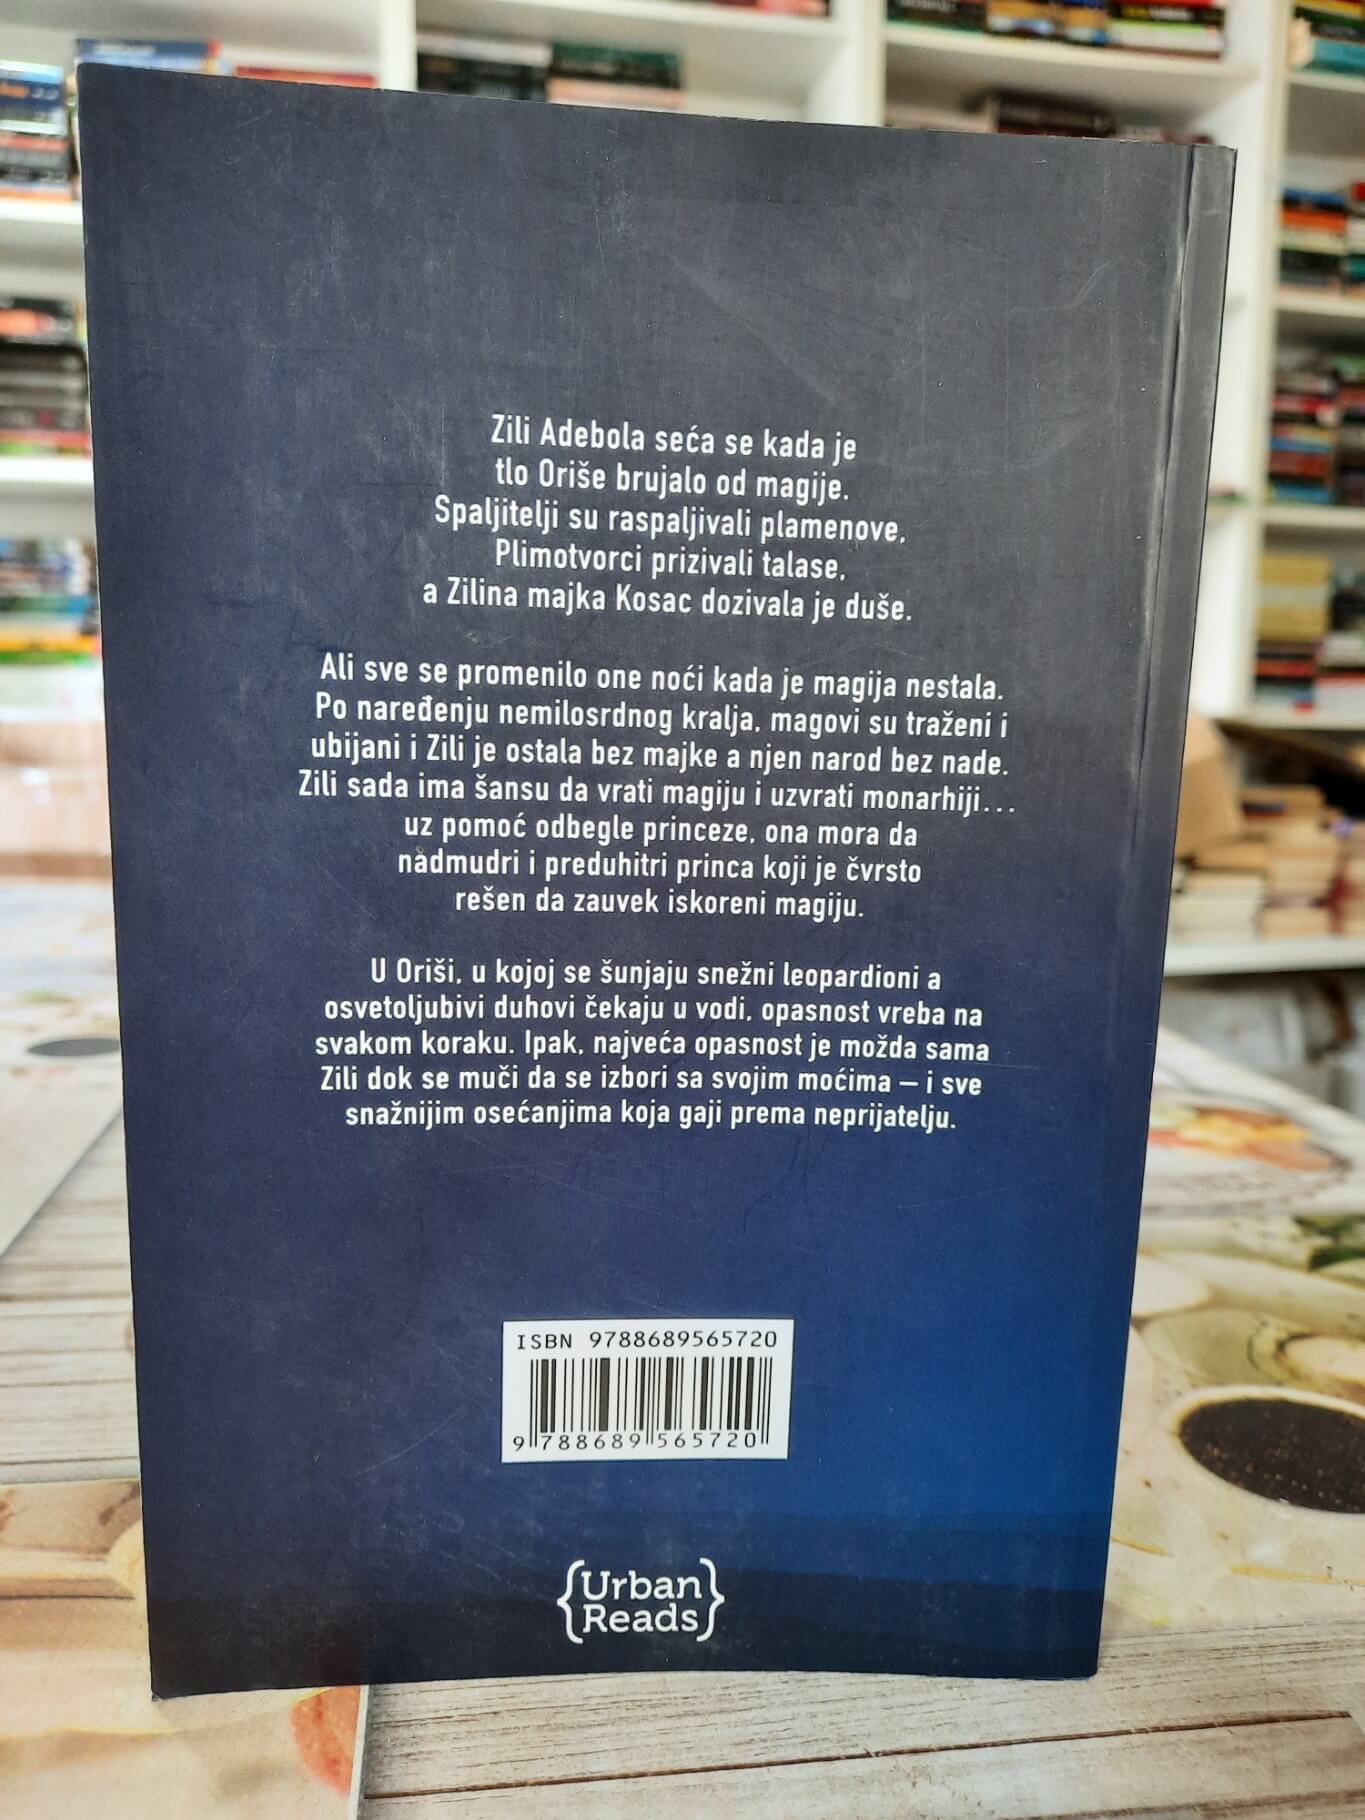 Zili Adebola seća se kada je
tlo Oriše brujalo od magije.
Spaljitelji su raspaljivali plamenove,
Plimotvorci prizivali talase,
a Zilina majka Kosac dozivala je duše.
Ali sve se promenilo one noći kada je magija nestala.
Po naređenju nemilosrdnog kralja, magovi su traženi i
ubijani i Zili je ostala bez majke a njen narod bez nade.
Zili sada ima šansu da vrati magiju i uzvrati monarhiji...
uz pomoć odbegle princeze, ona mora da
nadmudri i preduhitri princa koji je čvrsto
rešen da zauvek iskoreni magiju.
U Oriši, u kojoj se šunjaju snežni leopardioni a
osvetoljubivi duhovi čekaju u vodi, opasnost vreba na
svakom koraku. Ipak, najveća opasnost je možda sama
Zili dok se muči da se izbori sa svojim moćima – i sve
snažnijim osećanjima koja gaji prema neprijatelju.
ISBN 9788689565720
9 788689 565720
{Urban
Reads}